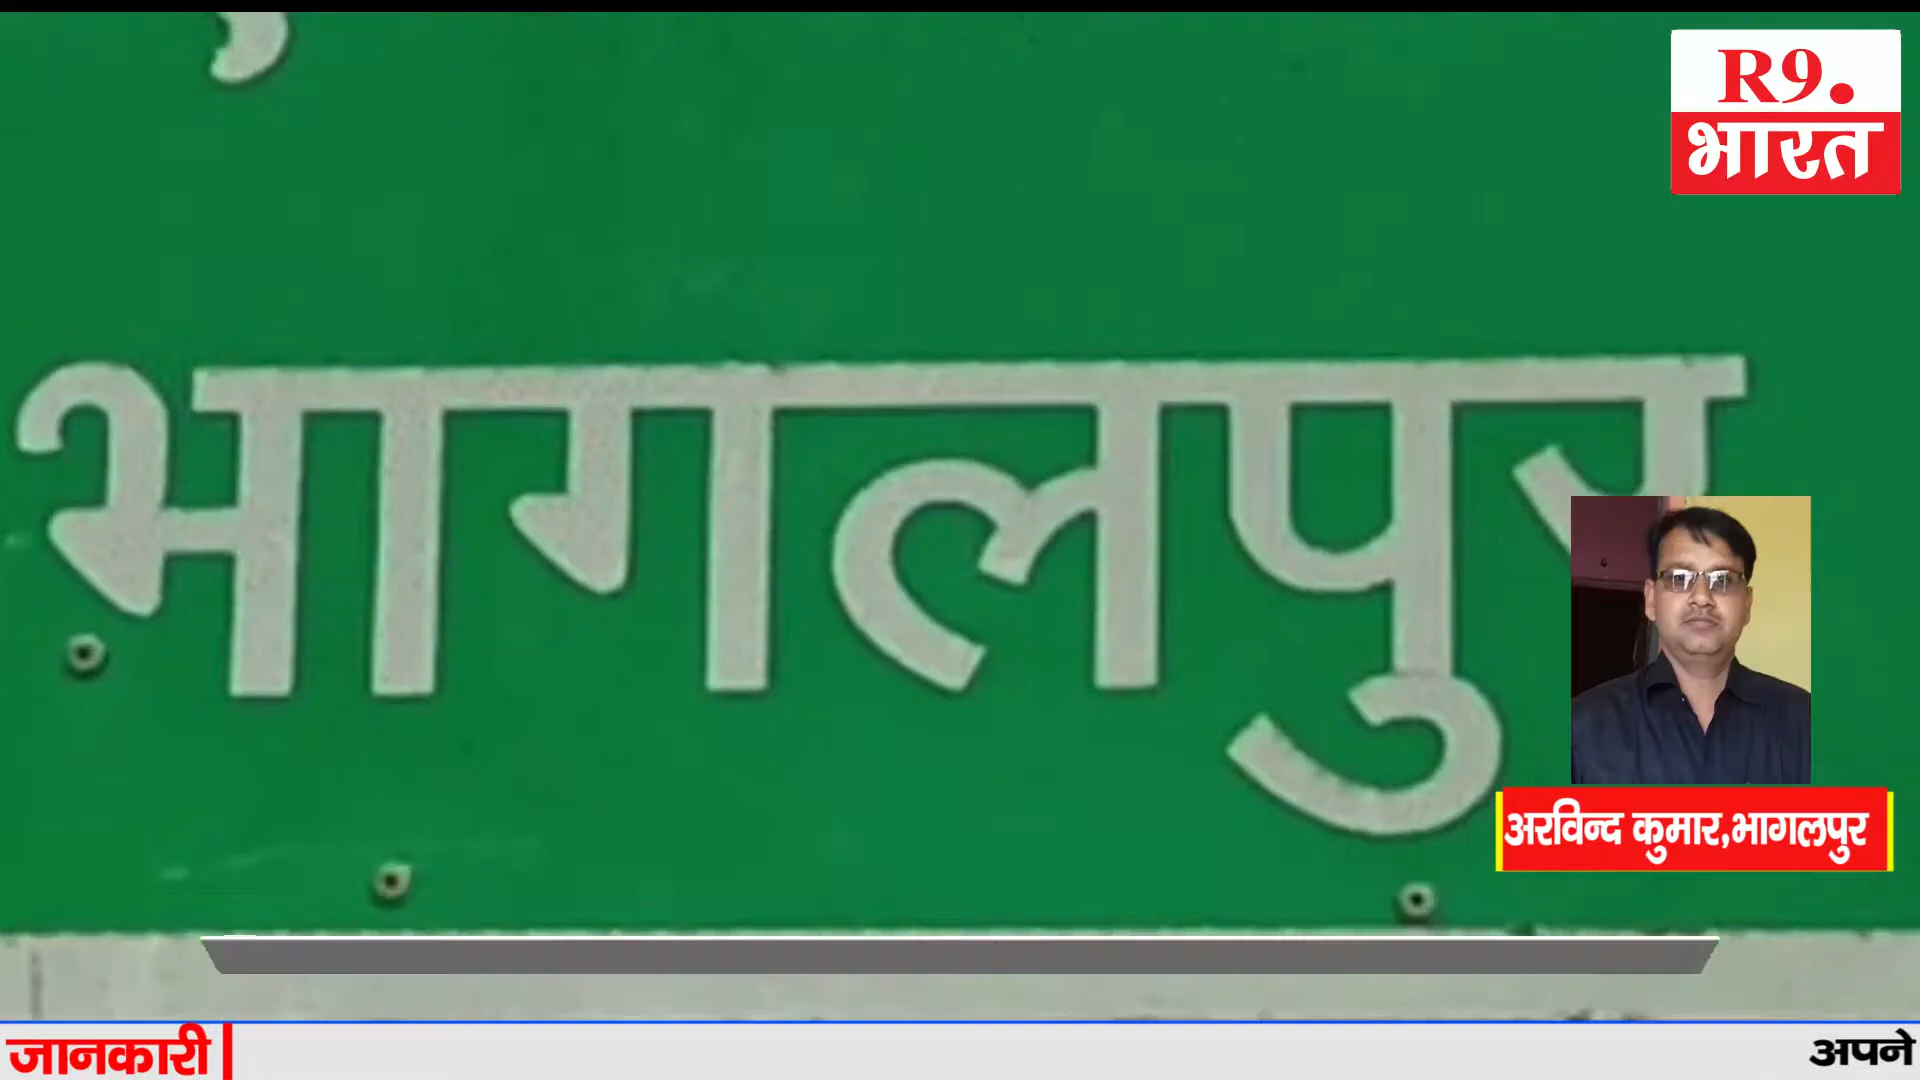 R9.
भारत
भागलपुर
अरविन्द कुमार,भागलपुर
जानकारी
अपने